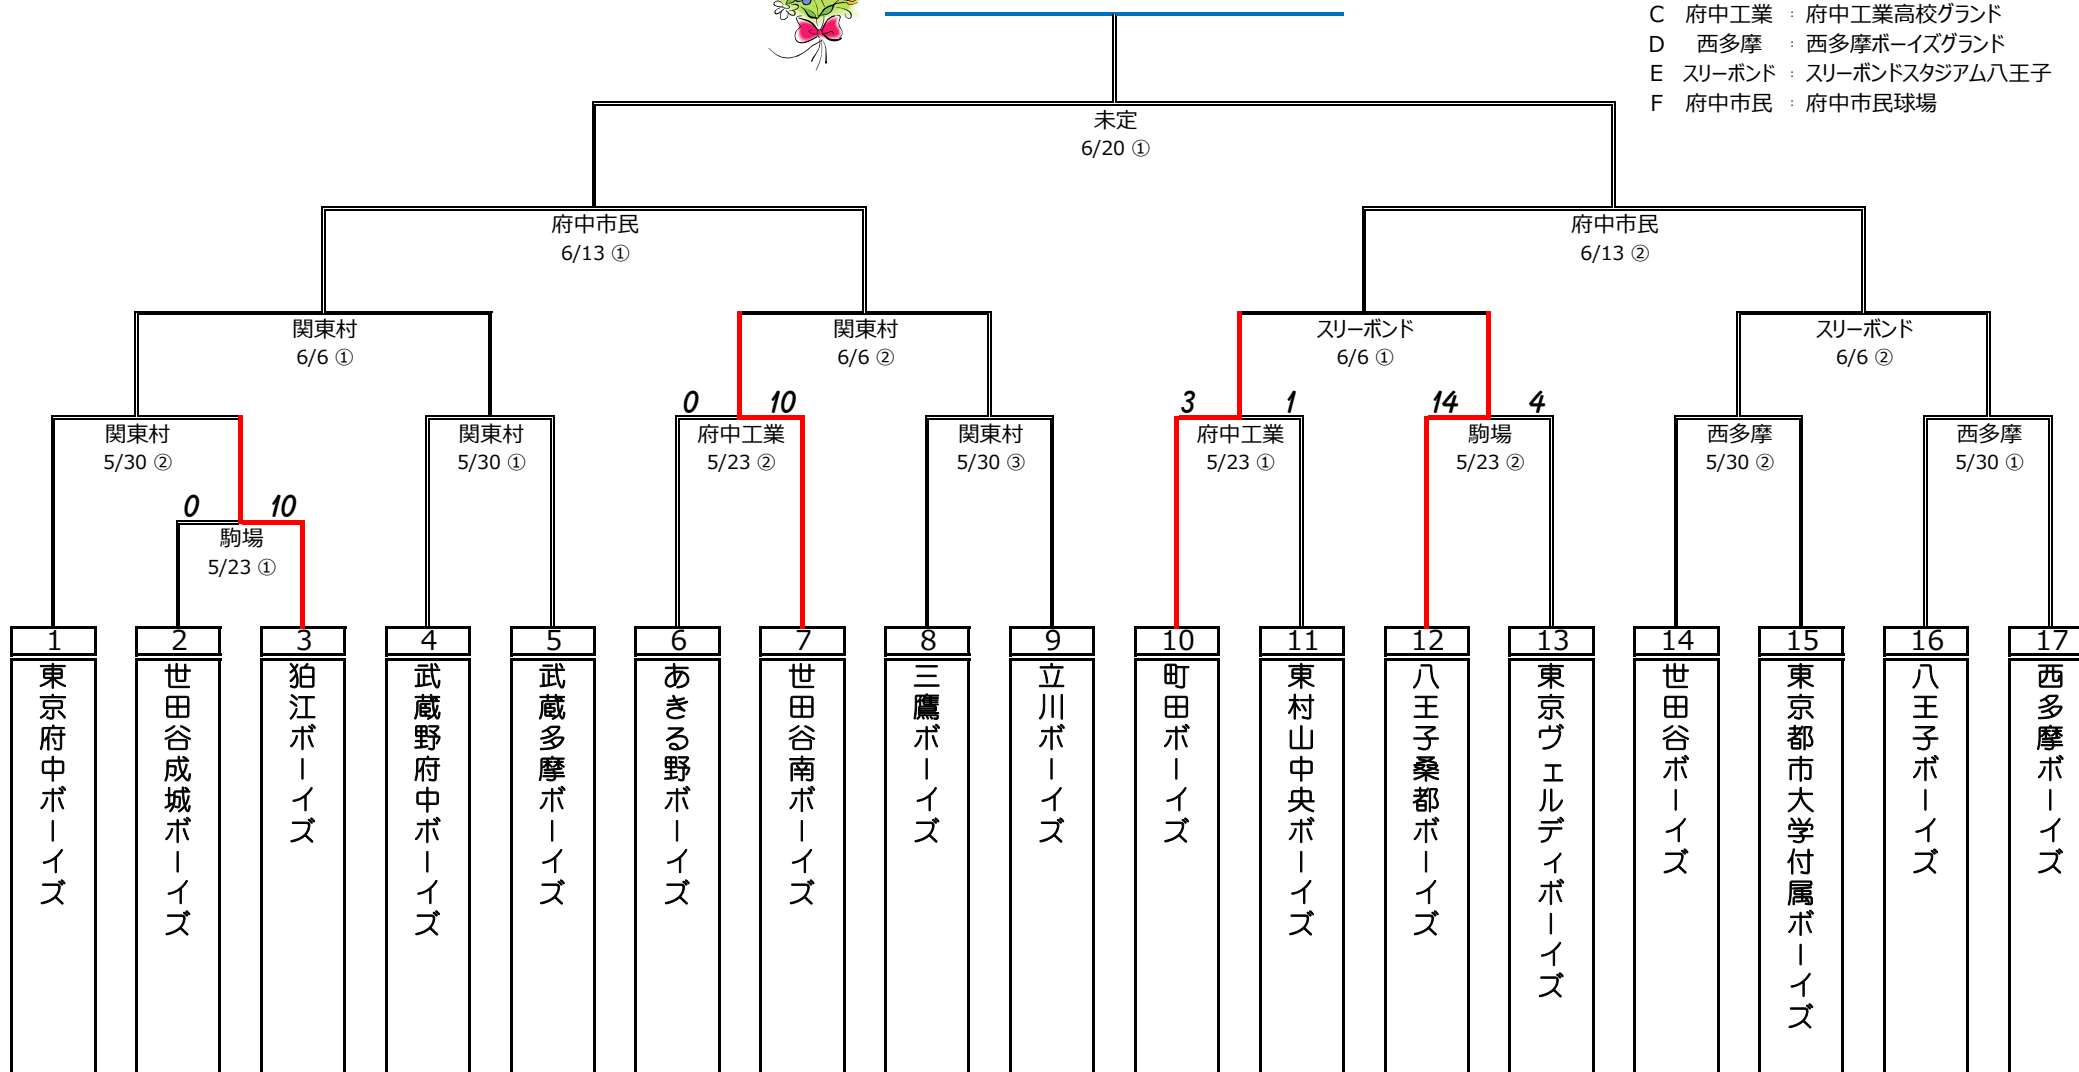 C 府中工業 : 府中工業高校グランド
D 西多摩 : 西多摩ボーイズグランド
E スリーボンド : スリーボンドスタジアム八王子
F 府中市民 : 府中市民球場
未定
6/20 ①
府中市民
6/13 ①
府中市民
6/13 ②
関東村
6/6 ①
関東村
6/6 ②
スリーボンド
6/6 ①
スリーボンド
6/6 ②
0 10
3 1
14 4
関東村
5/30 ②
関東村
5/30 ①
府中工業
5/23 ②
関東村
5/30 ③
府中工業
5/23 ①
駒場
5/23 ②
西多摩
5/30 ②
西多摩
5/30 ①
0 10
駒場
5/23 ①
1 2 3 4 5 6 7 8 9 10 11 12 13 14 15 16 17
東京府中ボーイズ
世田谷成城ボーイズ
狛江ボーイズ
武蔵野府中ボーイズ
武蔵多摩ボーイズ
あきる野ボーイズ
世田谷南ボーイズ
三鷹ボーイズ
立川ボーイズ
町田ボーイズ
東村山中央ボーイズ
八王子桑都ボーイズ
東京ヴェルディボーイズ
世田谷ボーイズ
東京都市大学付属ボーイズ
八王子ボーイズ
西多摩ボーイズ